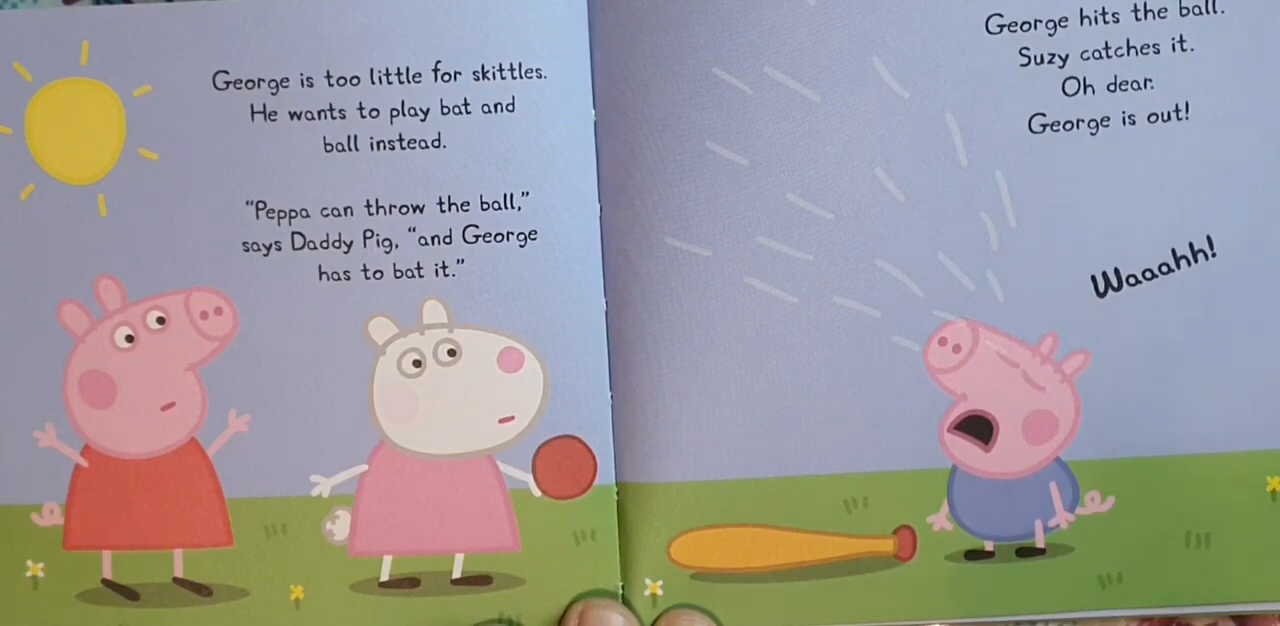 George is too little for skittles.
He wants to play bat and
ball instead.
“Peppa can throw the ball,”
says Daddy Pig, “and George
has to bat it.”
George hits the ball.
Suzy catches it.
Oh dear.
George is out!
Waaahh!